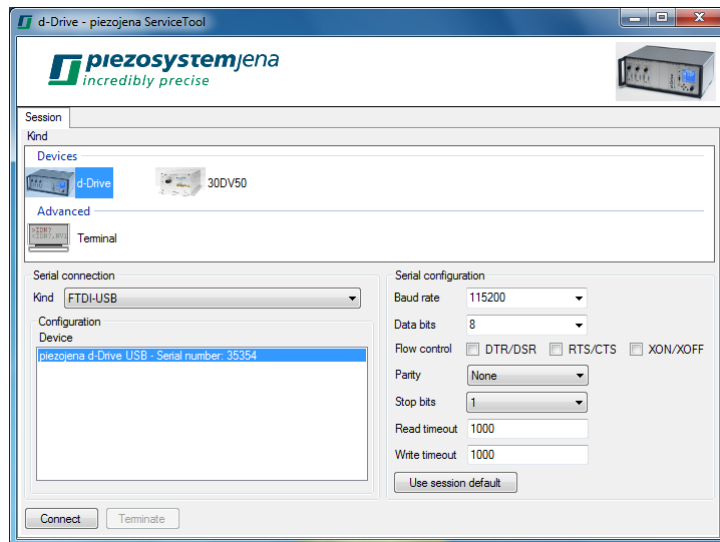 d-Drive - piezojena ServiceTool
piezosystemjena
incredibly precise
Session
Kind
Devices
d-Drive
30DV50
Advanced
Terminal
Serial connection
Kind FTDI-USB
Configuration
Device
piezojena d-Drive USB - Serial number: 35354
Serial configuration
Baud rate 115200
Data bits 8
Flow control DTR/DSR RTS/CTS XON/XOFF
Parity None
Stop bits 1
Read timeout 1000
Write timeout 1000
Use session default
Connect Terminate